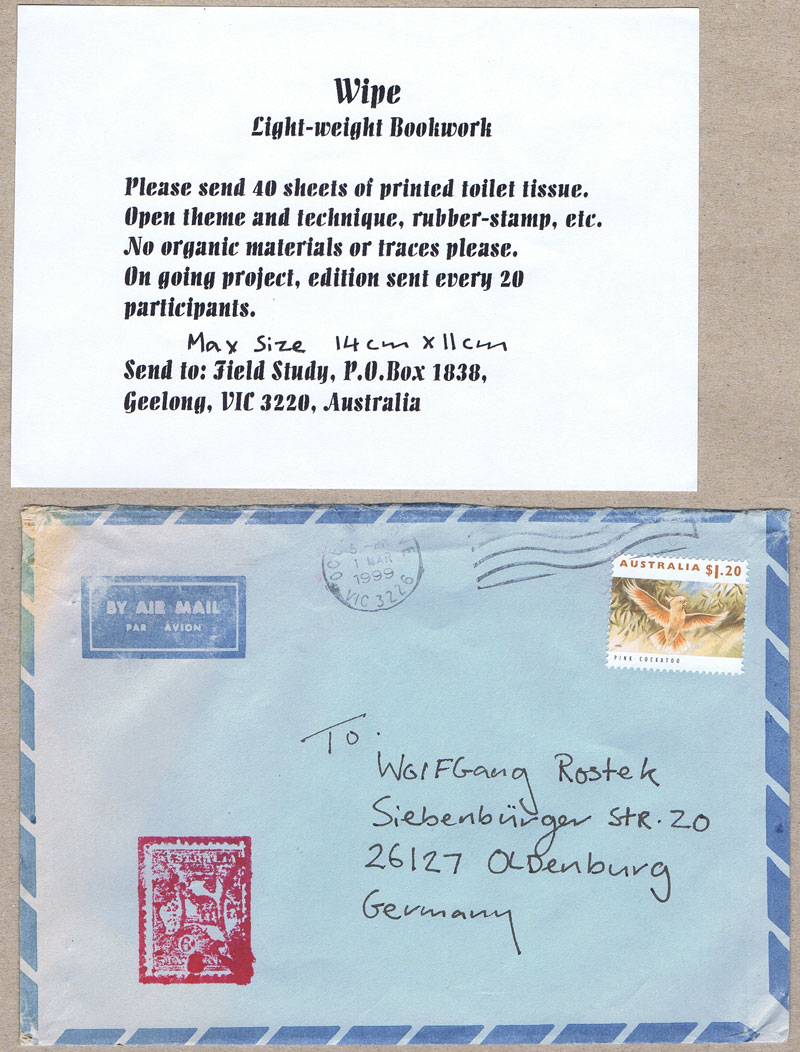 Wipe
Light-weight Bookwork
Please send 40 sheets of printed toilet tissue.
Open theme and technique, rubber-stamp, etc.
No organic materials or traces please.
On going project, edition sent every 20
participants.
Max Size 14cm x 11cm
Send to: Field Study, P.O.Box 1838,
Geelong, VIC 3220, Australia
1 MAR
1999
VIC 3226
AUSTRALIA $1.20
PINK COCKATOO
BY AIR MAIL
PAR AVION
To.
WolFGang Rostek
Siebenbürger STR. 20
26127 OLDenburg
Germany